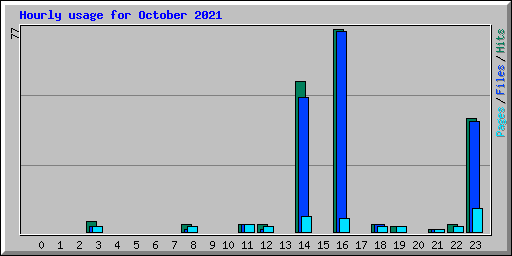 Hourly usage for October 2021
77
Pages/Files/Hits
0 1 2 3 4 5 6 7 8 9 10 11 12 13 14 15 16 17 18 19 20 21 22 23